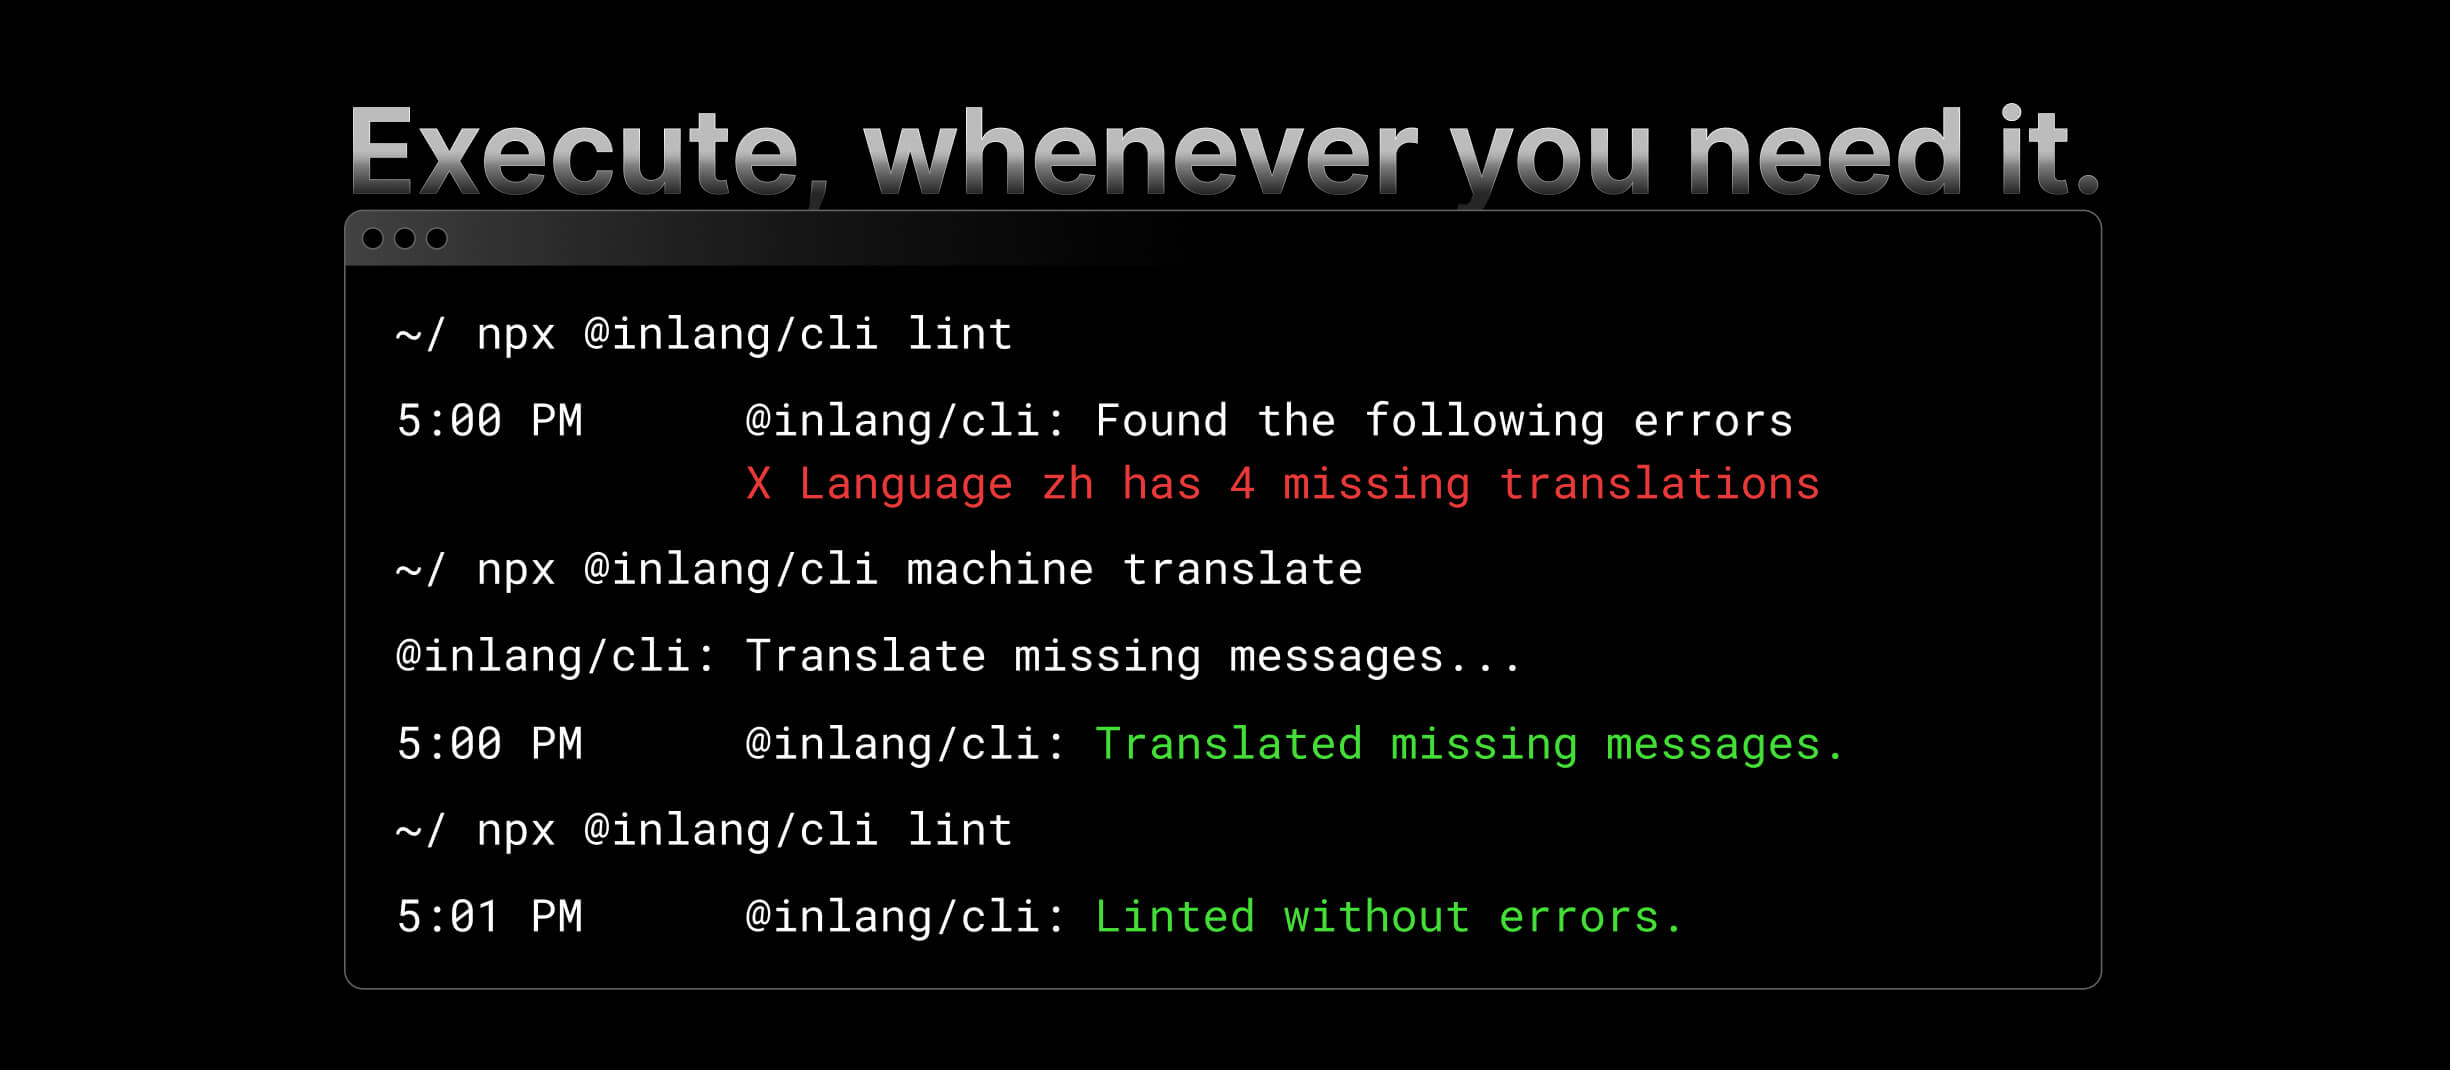 Execute, whenever you need it.
~/ npx @inlang/cli lint
5:00 PM @inlang/cli: Found the following errors
X Language zh has 4 missing translations
~/ npx @inlang/cli machine translate
@inlang/cli: Translate missing messages...
5:00 PM @inlang/cli: Translated missing messages.
~/ npx @inlang/cli lint
5:01 PM @inlang/cli: Linted without errors.